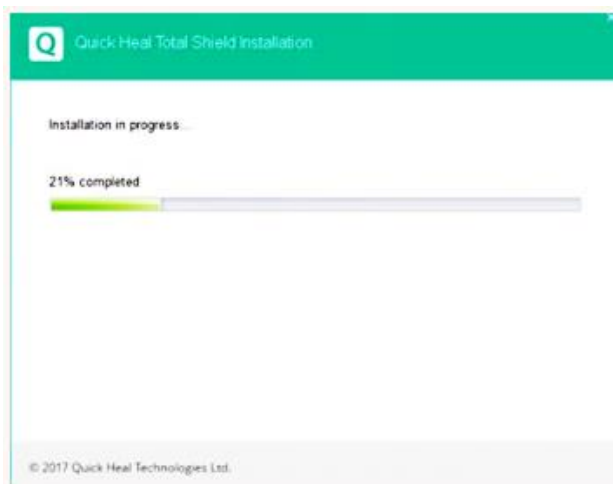 Q
Quick Heal Total Shield Installation
Installation in progress...
21% completed
© 2017 Quick Heal Technologies Ltd.